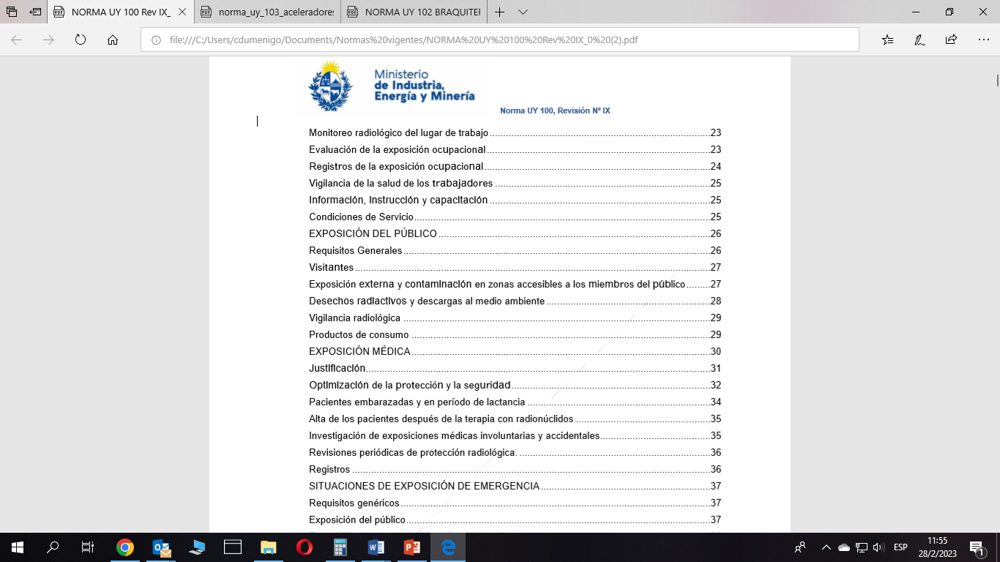 NORMA UY 100 Rev IX_
norma_uy_103_aceleradores
NORMA UY 102 BRAQUITEI
file:///C:/Users/cdumenigo/Documents/Normas%20vigentes/NORMA%20UY%20100%20Rev%20IX_0%20(2).pdf
Ministerio
de Industria,
Energía y Minería
Norma UY 100, Revisión Nº IX
Monitoreo radiológico del lugar de trabajo 23
Evaluación de la exposición ocupacional 23
Registros de la exposición ocupacional 24
Vigilancia de la salud de los trabajadores 25
Información, instrucción y capacitación 25
Condiciones de Servicio 25
EXPOSICIÓN DEL PÚBLICO 26
Requisitos Generales 26
Visitantes 27
Exposición externa y contaminación en zonas accesibles a los miembros del público 27
Desechos radiactivos y descargas al medio ambiente 28
Vigilancia radiológica 29
Productos de consumo 29
EXPOSICIÓN MÉDICA 30
Justificación 31
Optimización de la protección y la seguridad 32
Pacientes embarazadas y en período de lactancia 34
Alta de los pacientes después de la terapia con radionúclidos 35
Investigación de exposiciones médicas involuntarias y accidentales 35
Revisiones periódicas de protección radiológica. 36
Registros 36
SITUACIONES DE EXPOSICIÓN DE EMERGENCIA 37
Requisitos genéricos 37
Exposición del público 37
ESP
11:55
28/2/2023
1